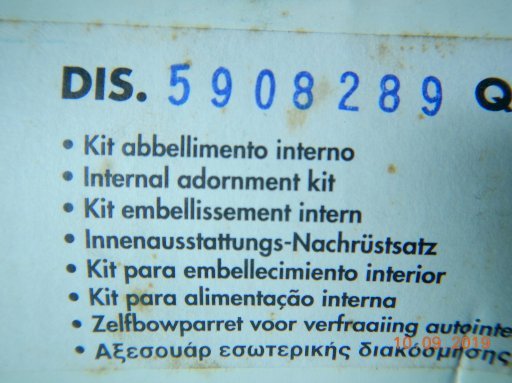 DIS. 5908289 Q
• Kit abbellimento interno
• Internal adornment kit
• Kit embellissement intern
• Innenausstattungs-Nachrüstsatz
• Kit para embellecimiento interior
• Kit para alimentação interna
• Zelfbowparret voor verfraaiing autointe
• Αξεσουάρ εσωτερικής διακόσμησης
10.09.2019